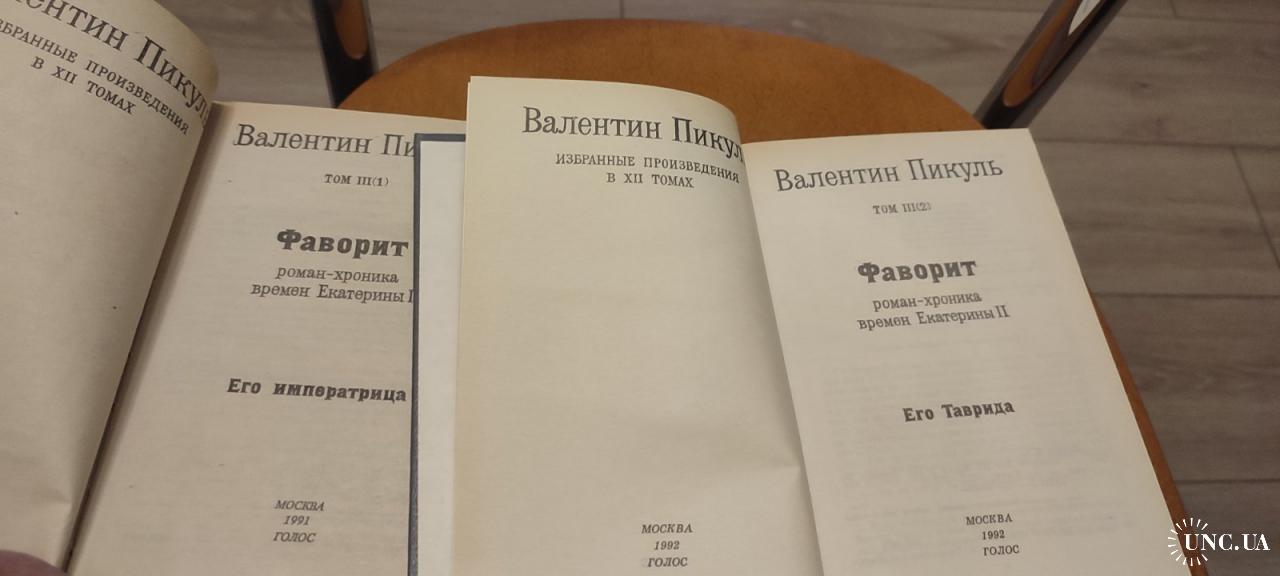 Валентин Пикуль
ИЗБРАННЫЕ ПРОИЗВЕДЕНИЯ
В XII ТОМАХ
Валентин Пи
ТОМ III(1)
Фаворит
роман-хроника
времен Екатерины I
Его императрица
МОСКВА
1991
ГОЛОС
Валентин Пикул
ИЗБРАННЫЕ ПРОИЗВЕДЕНИЯ
В XII ТОМАХ
МОСКВА
1992
ГОЛОС
Валентин Пикуль
ТОМ III(2)
Фаворит
роман-хроника
времен Екатерины II
Его Таврида
МОСКВА
1992
ГОЛОС
UNC.UA